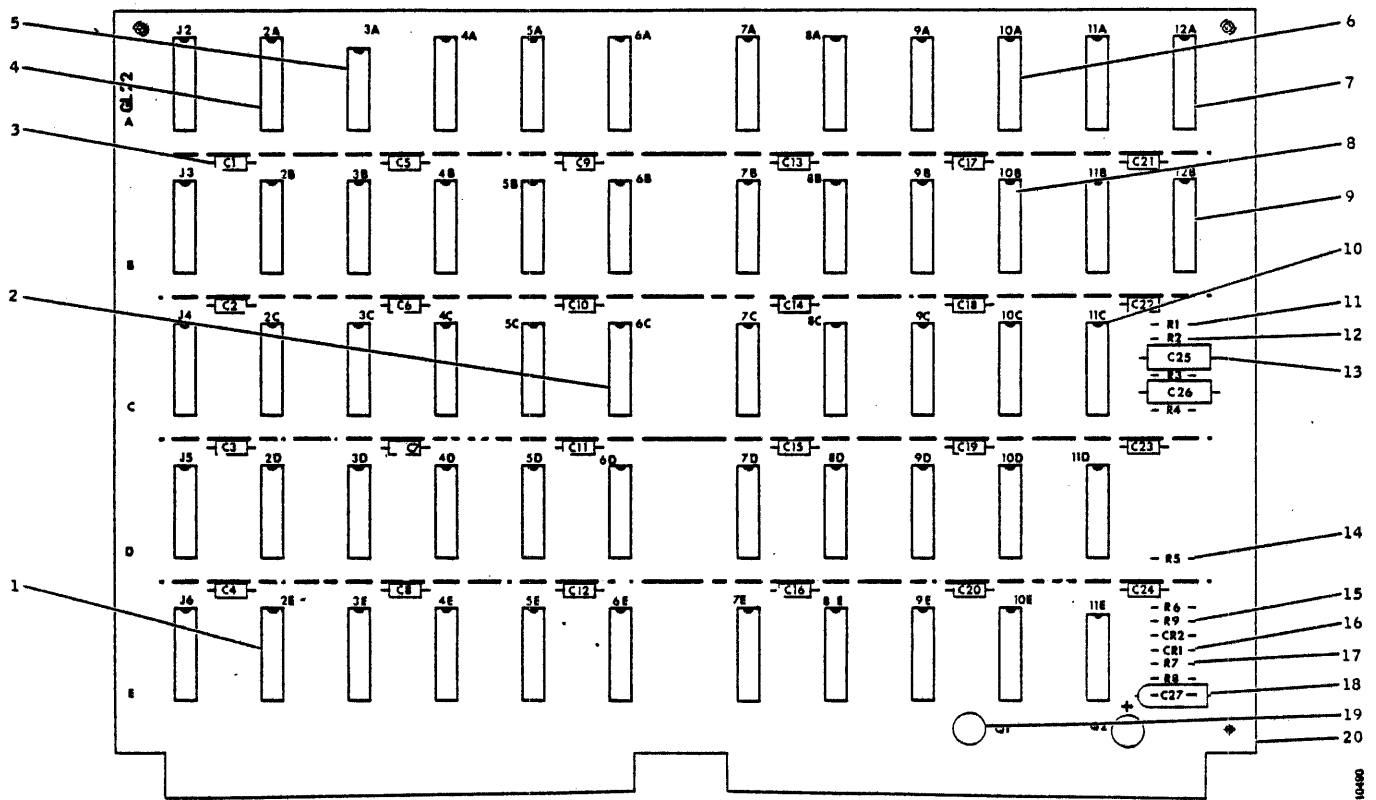 5 J2 2A 3A 4A 5A 6A 7A 8A 9A 10A 11A 12A 6
4 7
GL22
A
3 C1 C5 C9 C13 C17 C21 8
J3 2B 3B 4B 5B 6B 7B 8B 9B 10B 11B 12B
9
B
10
2 C2 C6 C10 C14 C18 C22
J4 2C 3C 4C 5C 6C 7C 8C 9C 10C 11C R1 11
R2 12
C25 13
R3
C26
C R4
C3 C11 C15 C19 C23
J5 2D 3D 4D 5D 6D 7D 8D 9D 10D 11D
D R5 14
1 C4 C8 C12 C16 C20 C24
J6 2E 3E 4E 5E 6E 7E 8E 9E 10E 11E R6
R9 15
CR2
CR1 16
R7 17
R8
E C27 18
+
Q1 Q2 19
20
10490